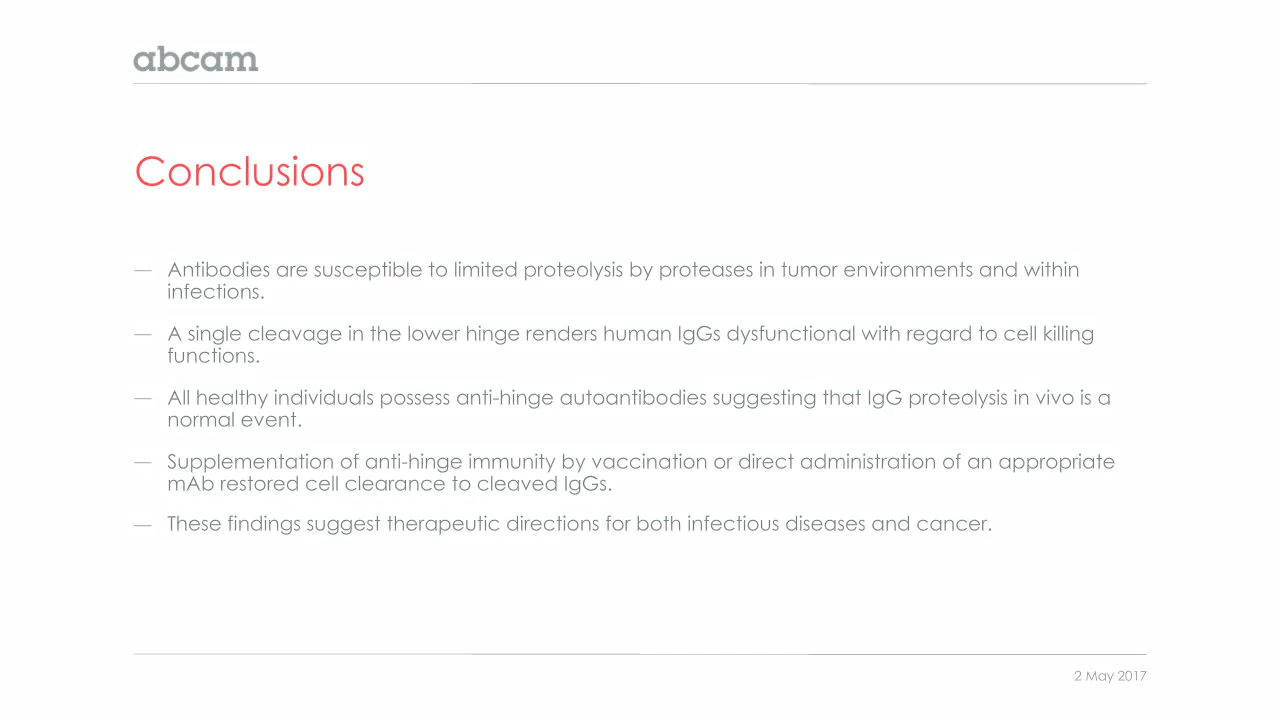 abcam
Conclusions
— Antibodies are susceptible to limited proteolysis by proteases in tumor environments and within
infections.
— A single cleavage in the lower hinge renders human IgGs dysfunctional with regard to cell killing
functions.
— All healthy individuals possess anti-hinge autoantibodies suggesting that IgG proteolysis in vivo is a
normal event.
— Supplementation of anti-hinge immunity by vaccination or direct administration of an appropriate
mAb restored cell clearance to cleaved IgGs.
— These findings suggest therapeutic directions for both infectious diseases and cancer.
2 May 2017